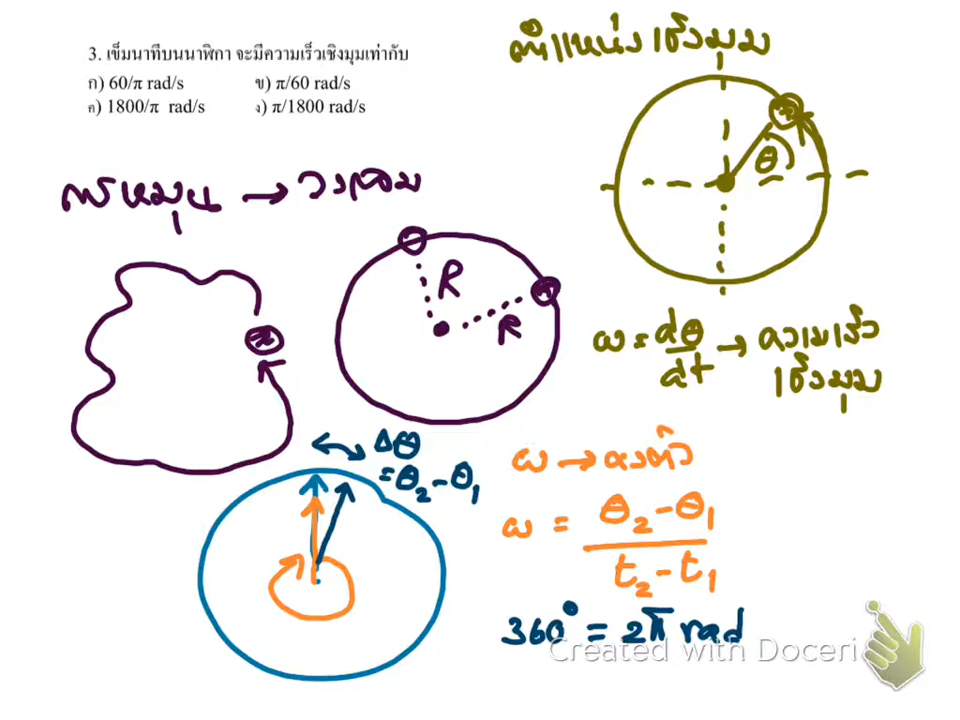 3. เข็มนาทีบนนาฬิกา จะมีความเร็วเชิงมุมเท่ากับ
ก) 60/π rad/s ข) π/60 rad/s
ค) 1800/π rad/s ง) π/1800 rad/s
ตำแหน่งเชิงมุม
θ
การหมุน → วงกลม
R
R
ω = dθ/dt → ความเร็ว
เชิงมุม
Δθ
= θ₂ - θ₁
ω → คงตัว
ω = θ₂ - θ₁ / t₂ - t₁
360° = 2π rad
Created with Doceri